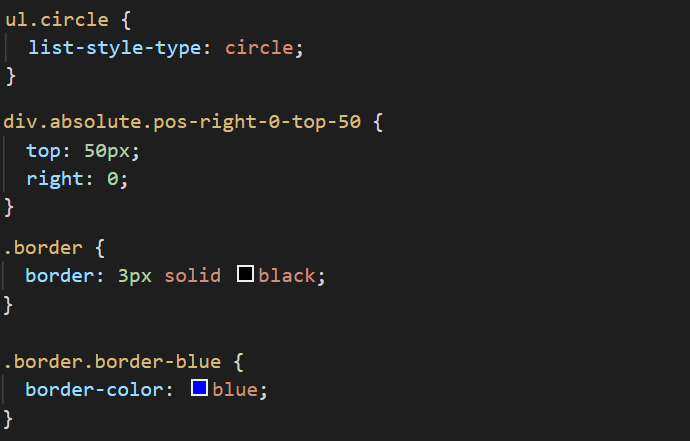 ul.circle {
list-style-type: circle;
}
div.absolute.pos-right-0-top-50 {
top: 50px;
right: 0;
}
.border {
border: 3px solid black;
}
.border.border-blue {
border-color: blue;
}